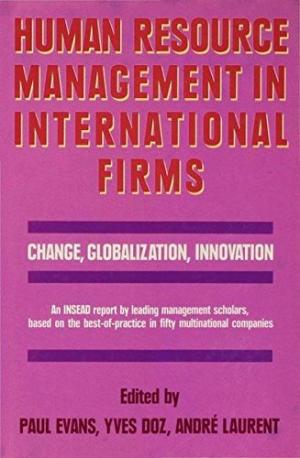 HUMAN RESOURCE
MANAGEMENT IN
INTERNATIONAL
FIRMS
CHANGE, GLOBALIZATION, INNOVATION
An INSEAD report by leading management scholars,
based on the best-of-practice in fifty multinational companies
Edited by
PAUL EVANS, YVES DOZ, ANDRÉ LAURENT